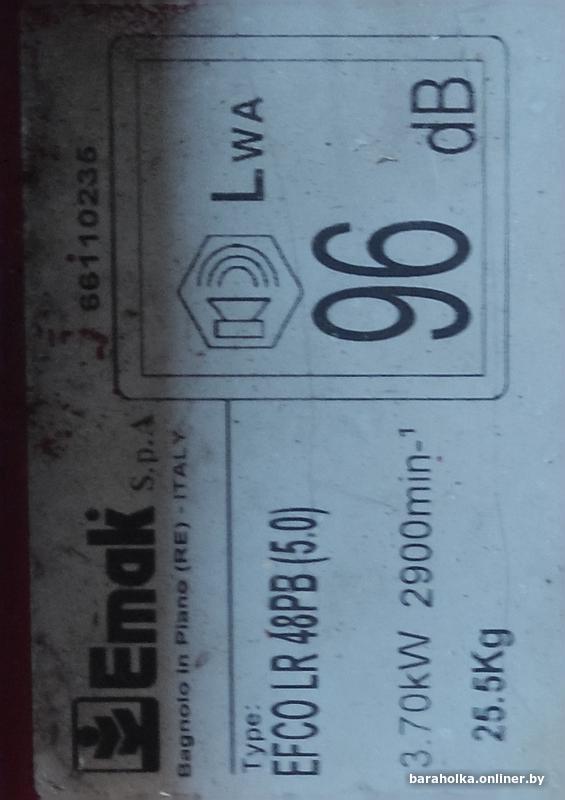 Emak S.p.A
Bagnolo in Piano (RE) - ITALY
Type:
EFCO LR 48PB (5.0)
3.70kW 2900min-¹
25.5Kg
66110235
LWA
96
dB
baraholka.onliner.by